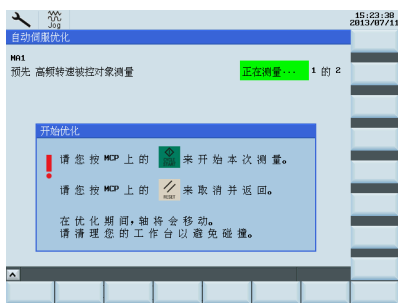 Jog
15:23:38
2013/07/11
自动伺服优化
MA1
预先 高频转速被控对象测量
正在测量... 1 的 2
开始优化
请您按 MCP 上的 来开始本次测量。
请您按 MCP 上的 RESET 来取消并返回。
在优化期间,轴将会移动。
请清理您的工作台以避免碰撞。